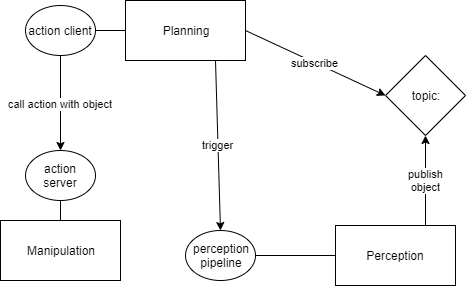 action client
Planning
subscribe
topic:
call action with object
trigger
action
server
publish
object
Manipulation
perception
pipeline
Perception